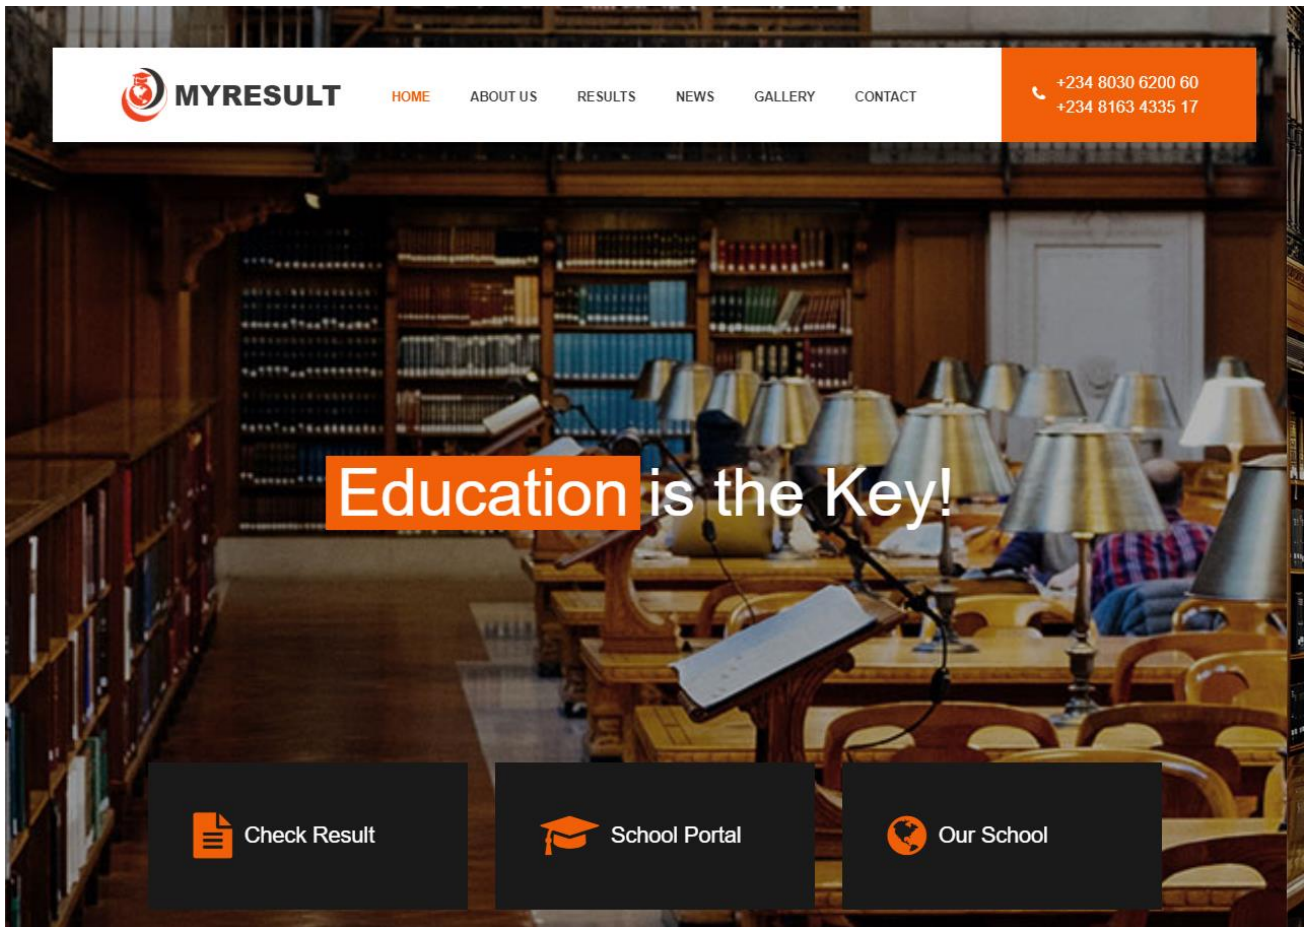 MYRESULT
HOME ABOUT US RESULTS NEWS GALLERY CONTACT
+234 8030 6200 60
+234 8163 4335 17
Education is the Key!
Check Result
School Portal
Our School